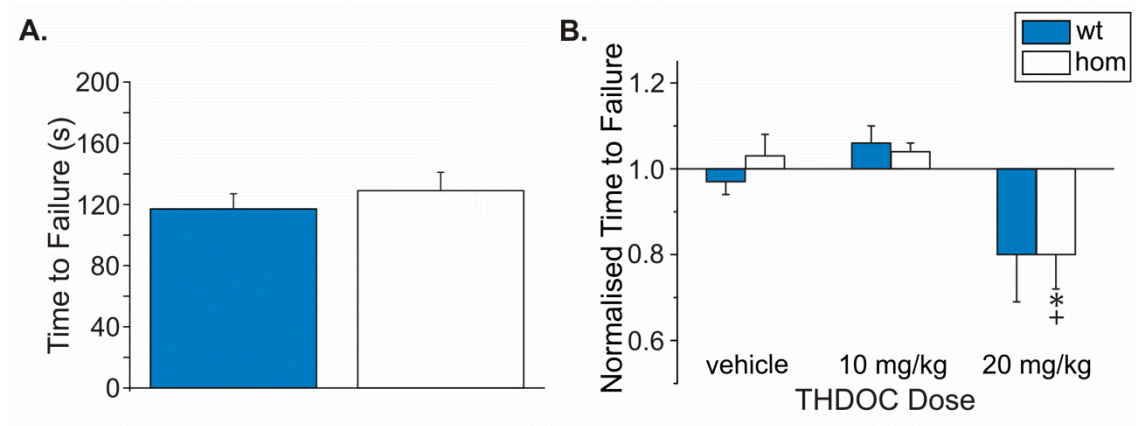 A.
Time to Failure (s)
200
160
120
80
40
0
B.
wt
hom
Normalised Time to Failure
1.2
1.0
0.8
0.6
*
+
vehicle 10 mg/kg 20 mg/kg
THDOC Dose